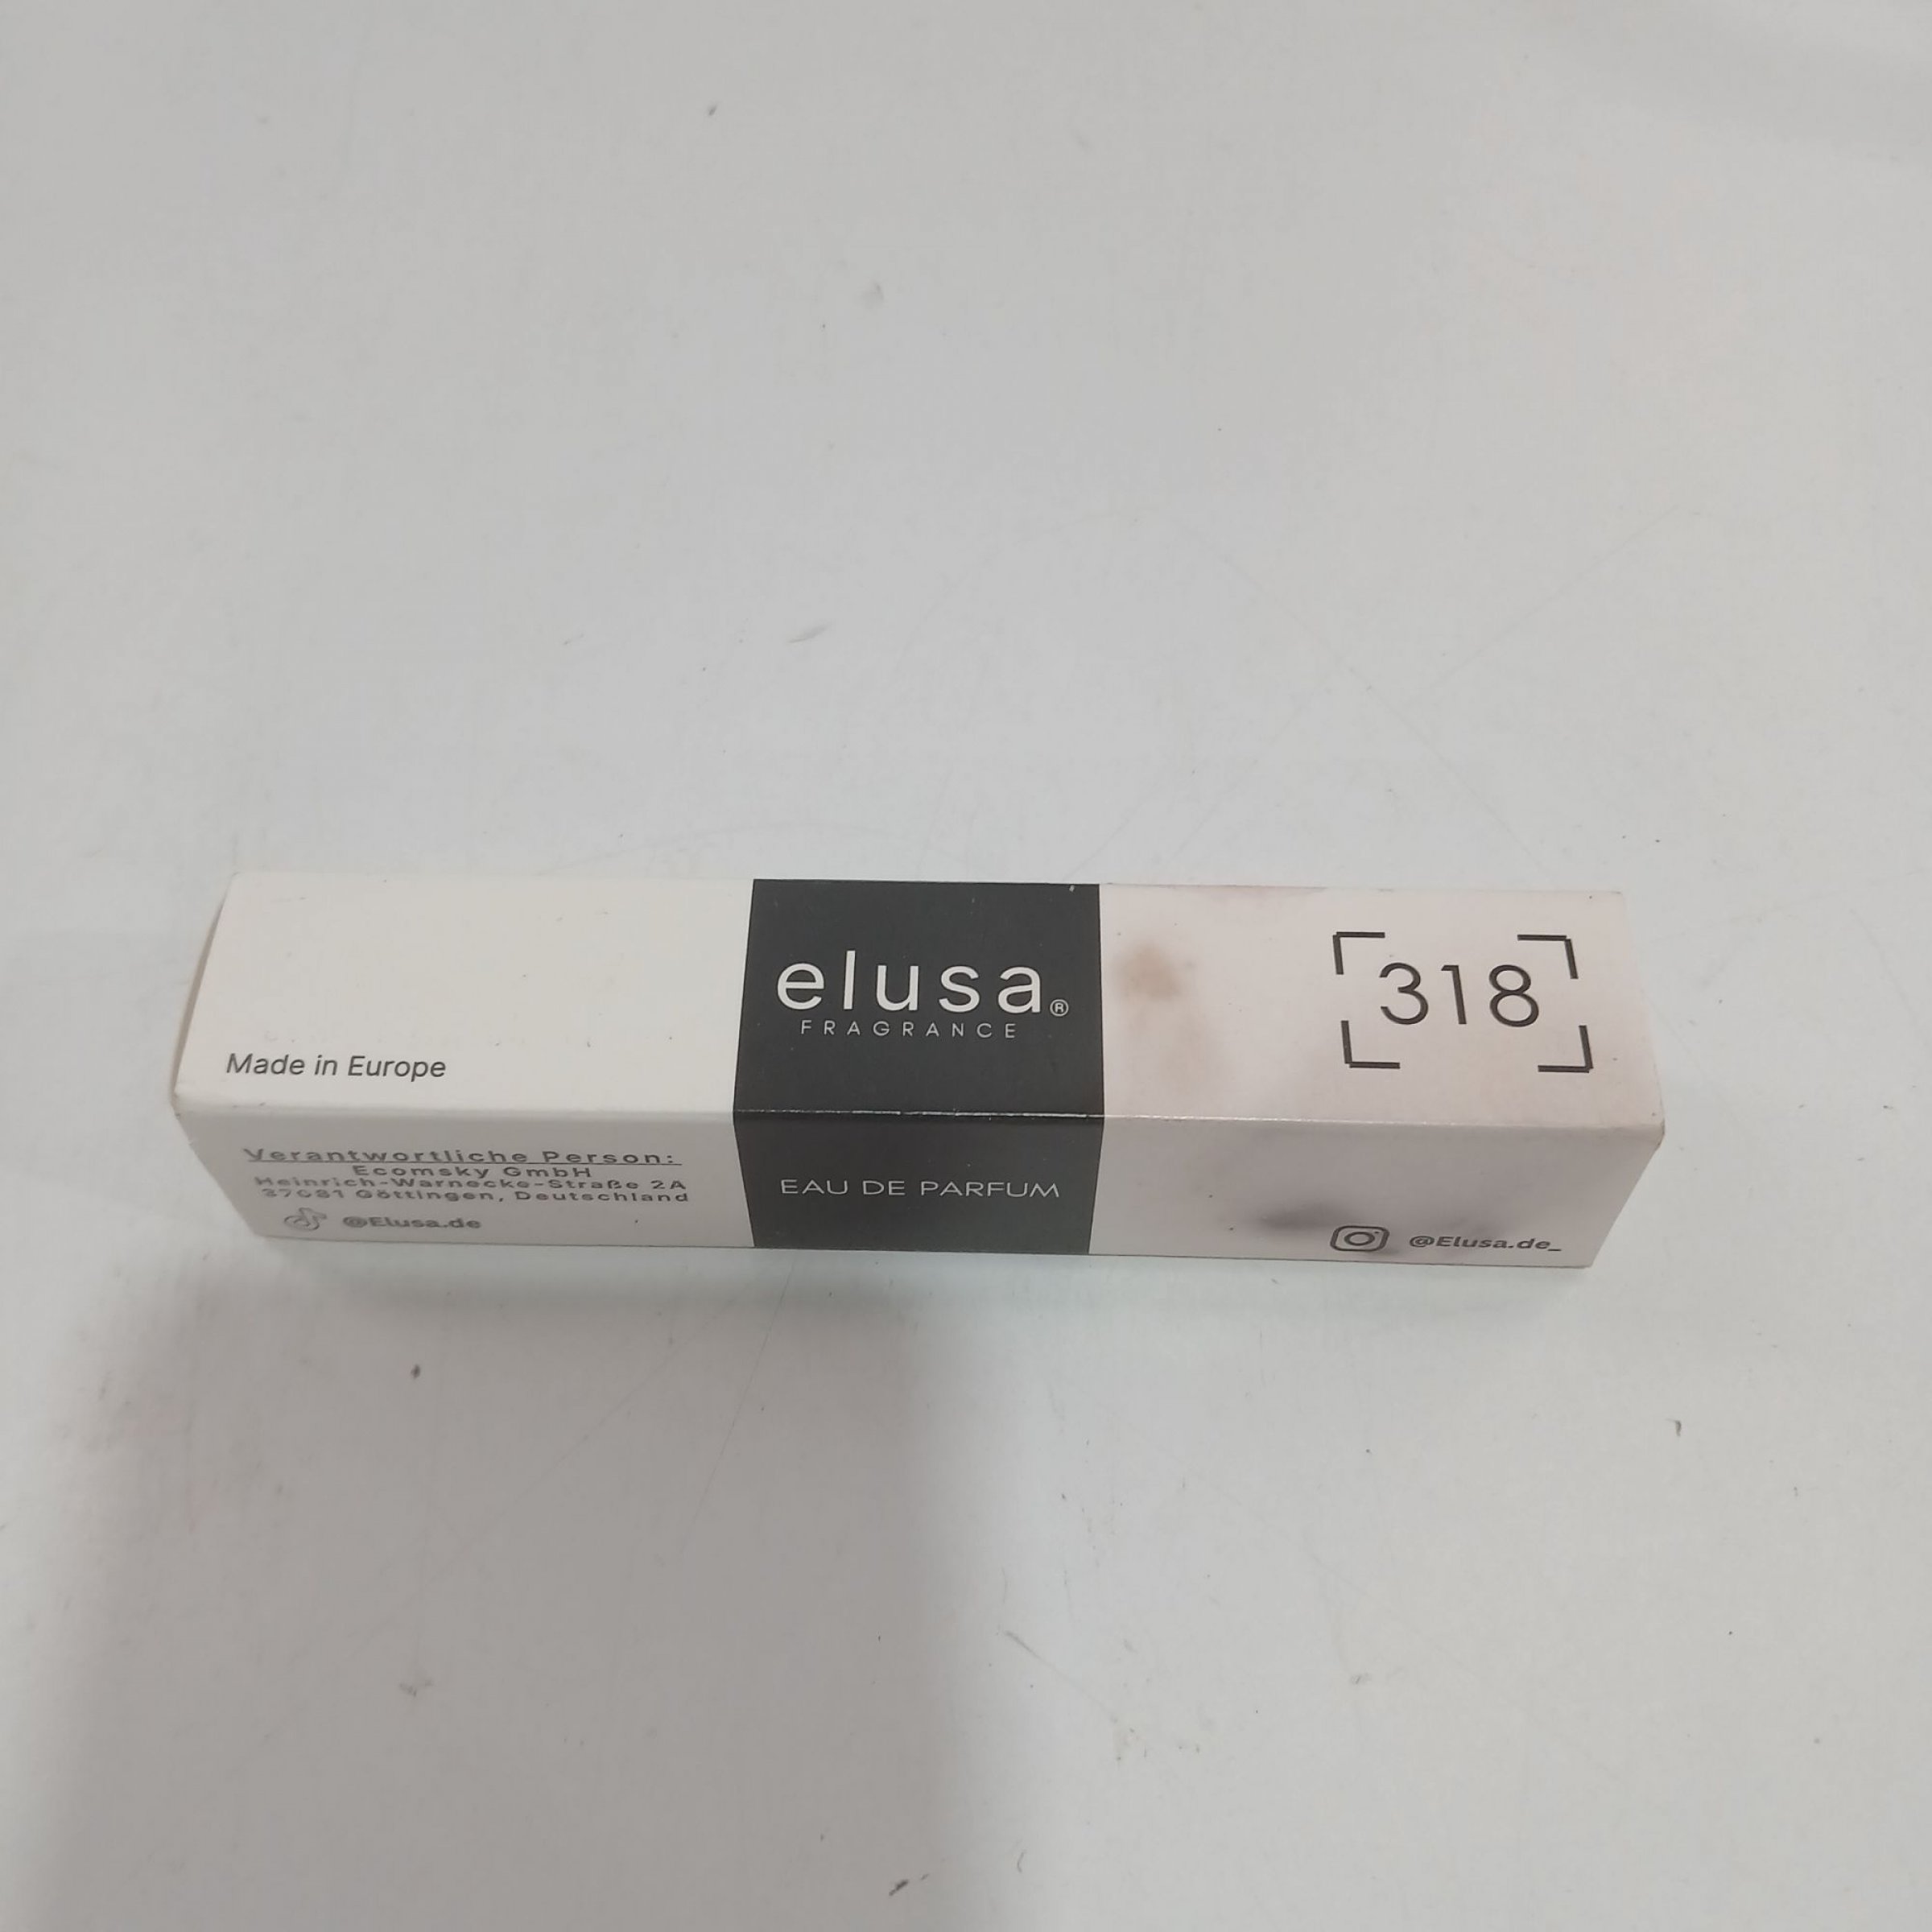 elusa®
FRAGRANCE
318
Made in Europe
Verantwortliche Person:
Ecomsky GmbH
Heinrich-Warnecke-Straße 2A
37081 Göttingen, Deutschland
@Elusa.de
EAU DE PARFUM
@Elusa.de_